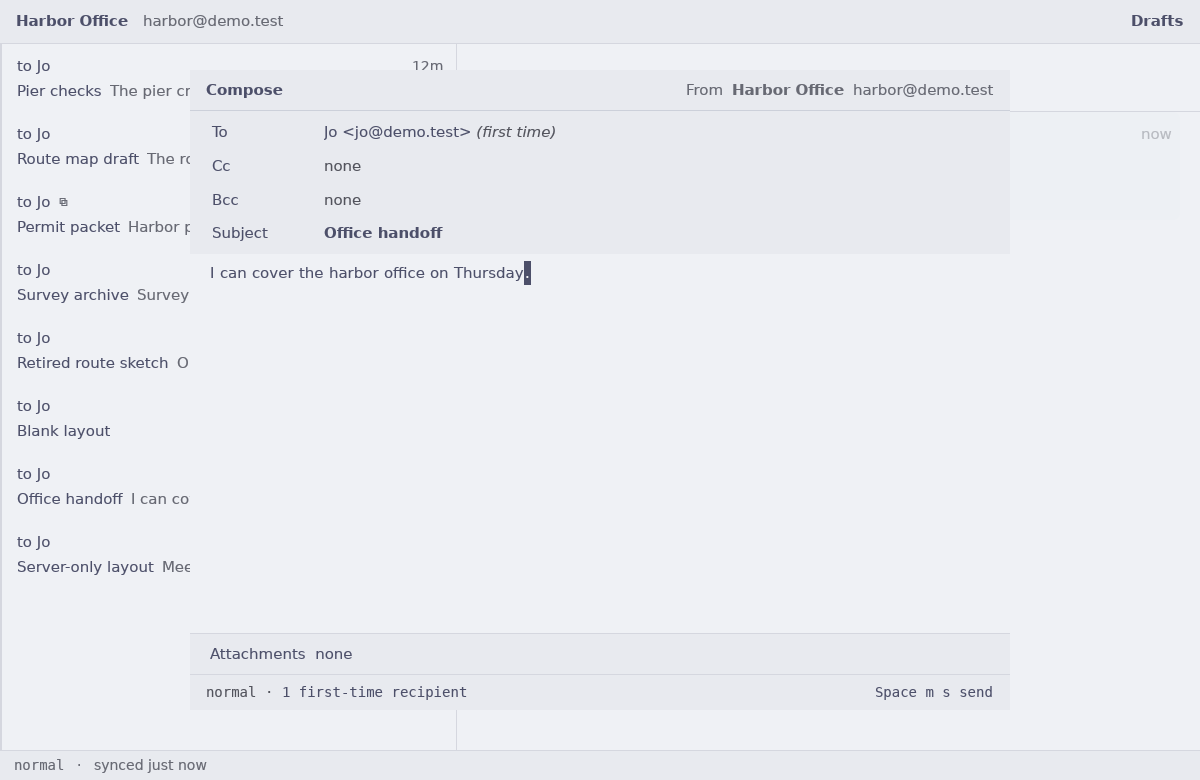 Harbor Office harbor@demo.test Drafts
to Jo 12m
Pier checks The pier cr
to Jo
Route map draft The ro
to Jo ⧉
Permit packet Harbor p
to Jo
Survey archive Survey
to Jo
Retired route sketch O
to Jo
Blank layout
to Jo
Office handoff I can co
to Jo
Server-only layout Mee
Compose From Harbor Office harbor@demo.test
To Jo <jo@demo.test> (first time)
Cc none
Bcc none
Subject Office handoff
I can cover the harbor office on Thursday.
Attachments none
normal · 1 first-time recipient Space m s send
now
normal · synced just now